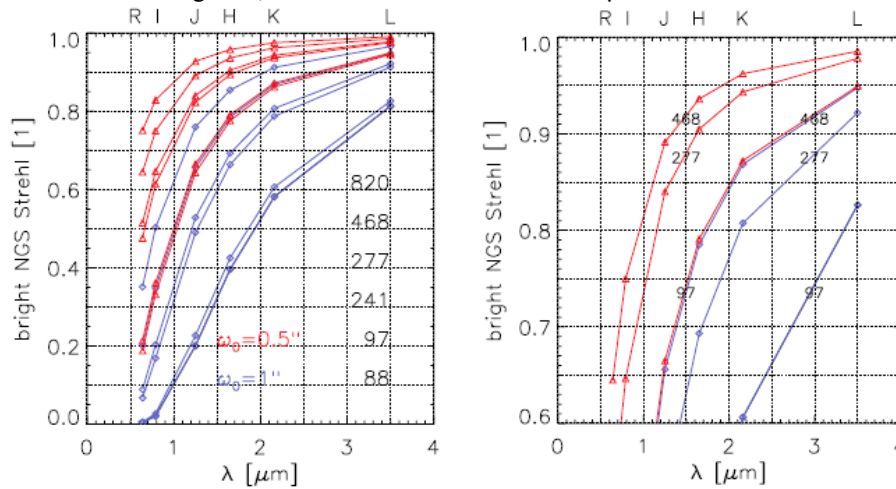 R I J H K L
1.0
0.8
0.6
0.4
0.2
0.0
bright NGS Strehl [1]
820
468
277
241
97
88
ω₀=0.5"
ω₀=1"
0 1 2 3 4
λ [μm]
R I J H K L
1.0
0.9
0.8
0.7
0.6
bright NGS Strehl [1]
468 468
277 277
97 97
0 1 2 3 4
λ [μm]